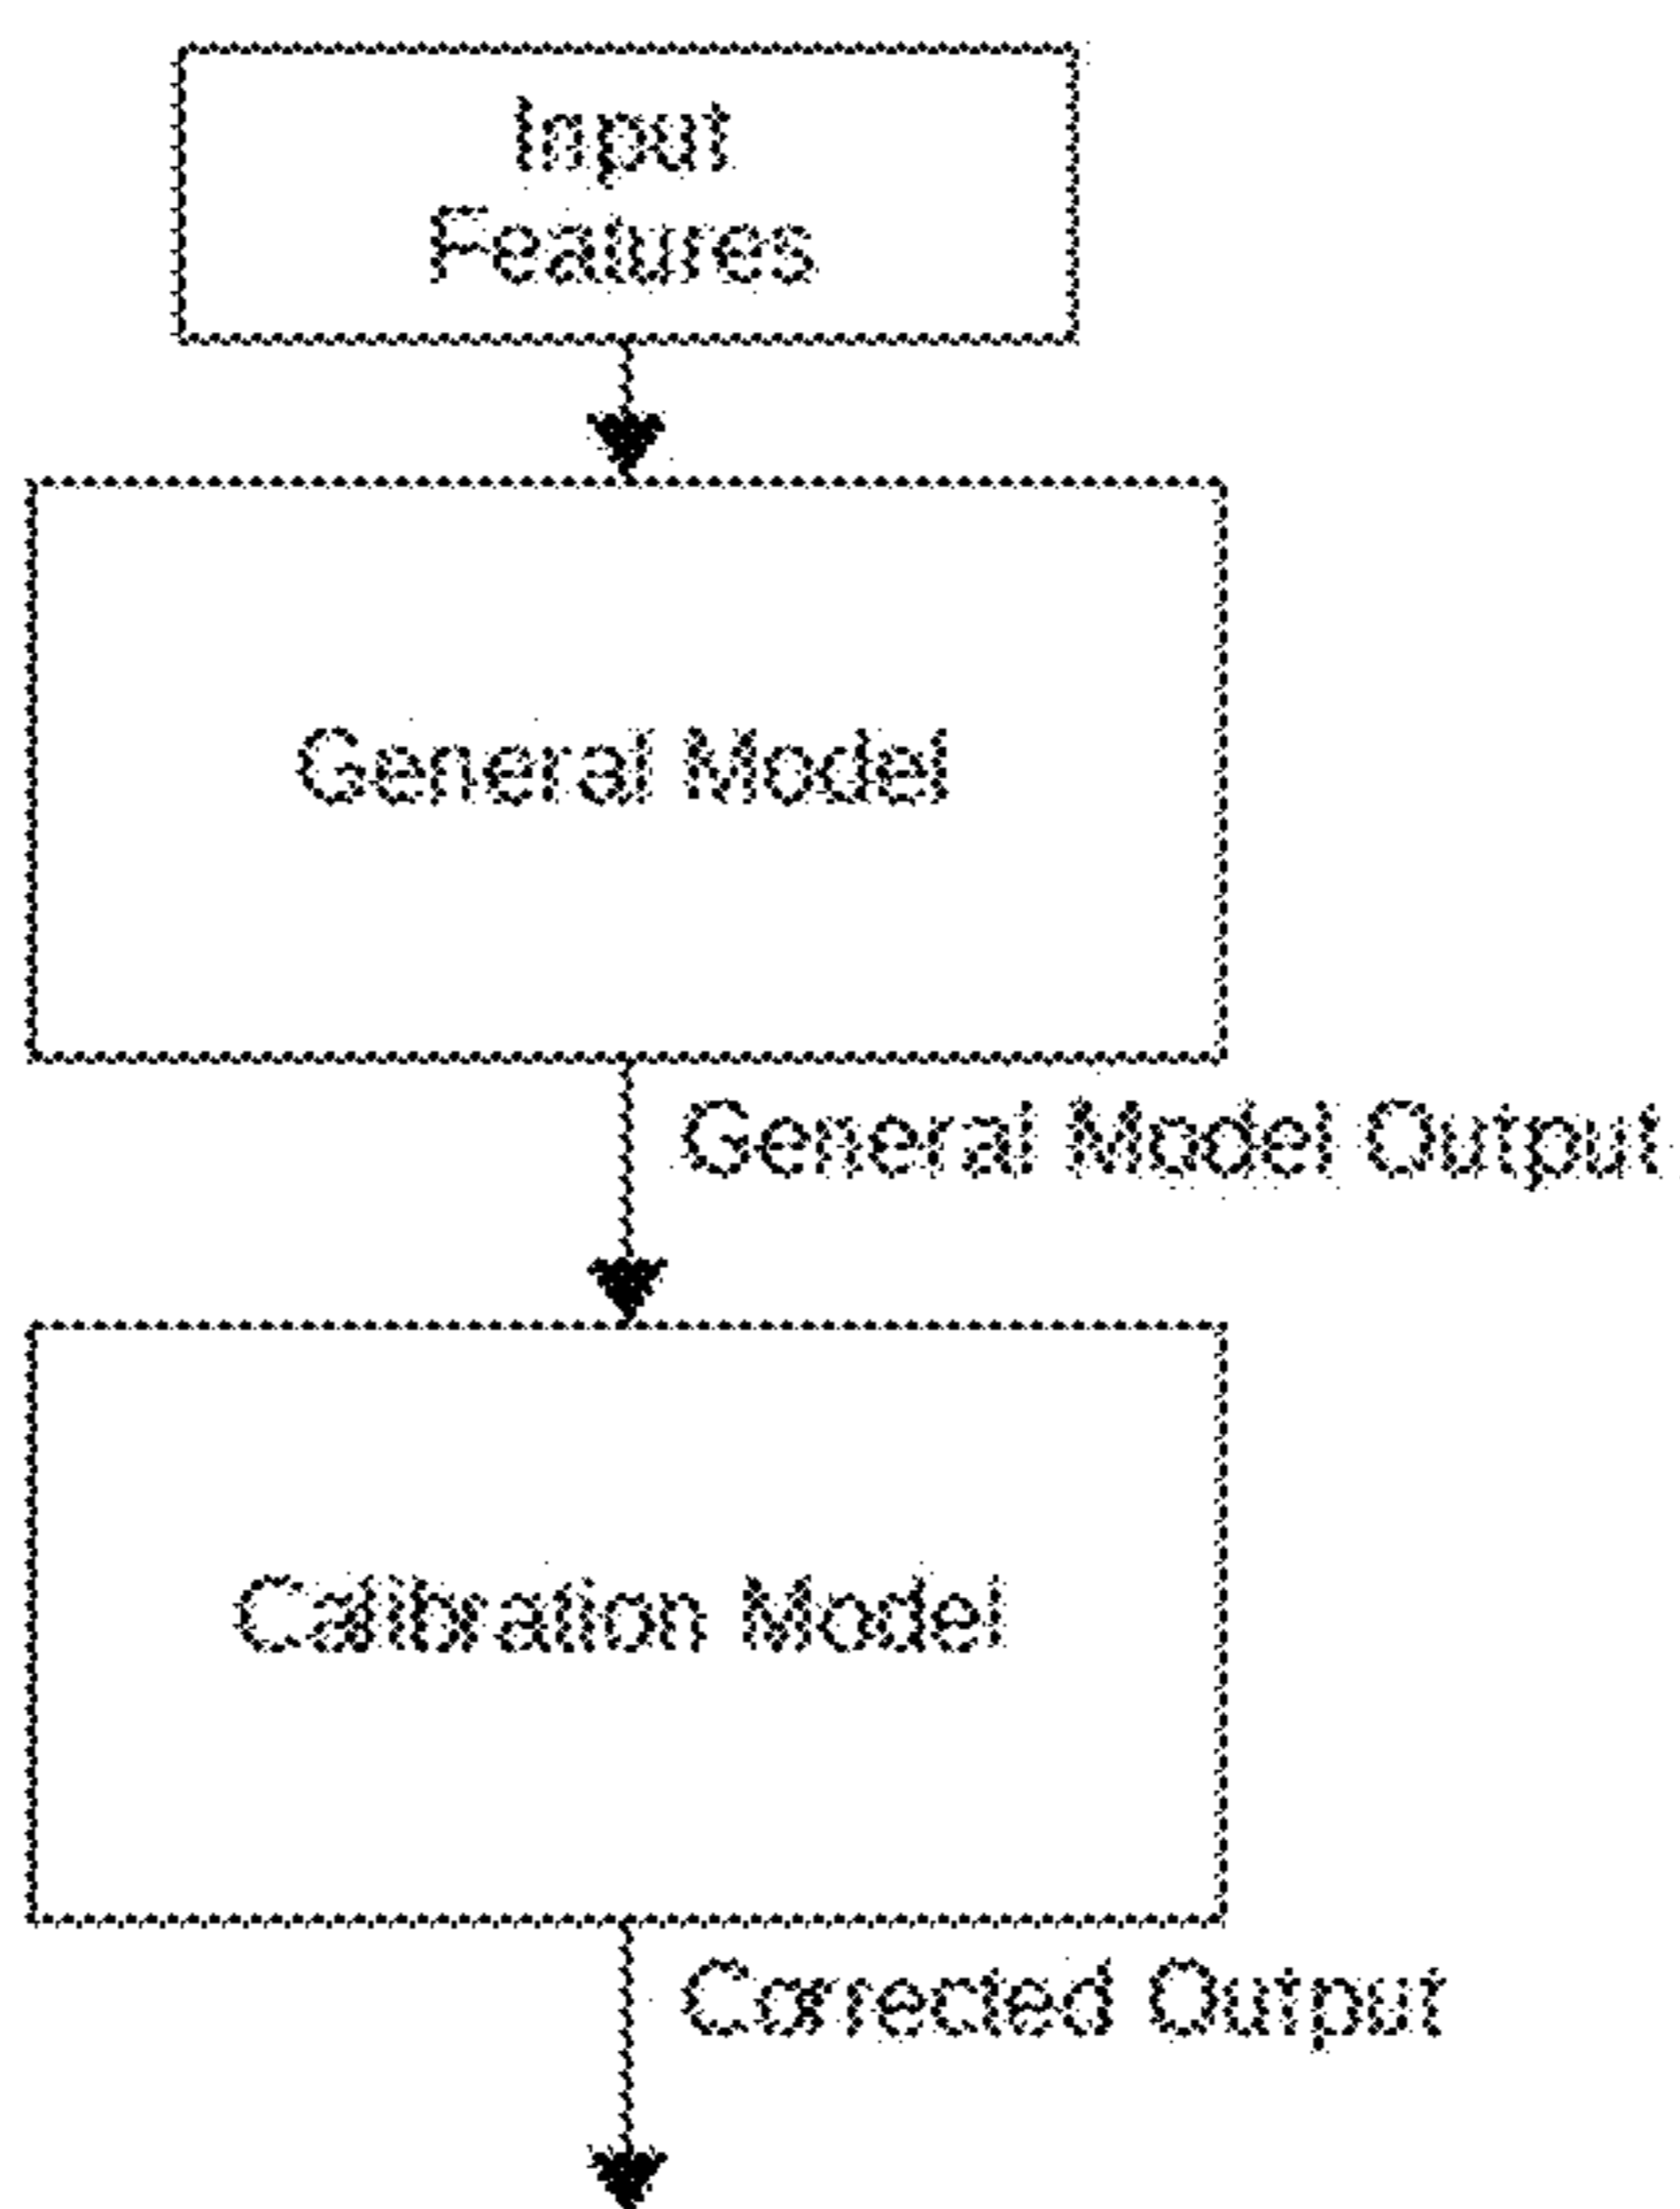 Input
Features
General Model
General Model Output
Calibration Model
Corrected Output